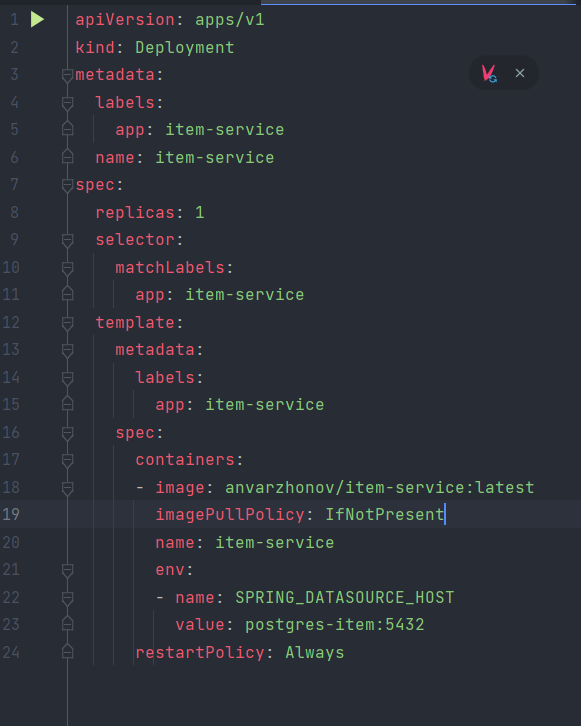 1 apiVersion: apps/v1
2 kind: Deployment
3 metadata:
4   labels:
5     app: item-service
6   name: item-service
7 spec:
8   replicas: 1
9   selector:
10     matchLabels:
11       app: item-service
12   template:
13     metadata:
14       labels:
15         app: item-service
16     spec:
17       containers:
18       - image: anvarzhonov/item-service:latest
19         imagePullPolicy: IfNotPresent
20         name: item-service
21         env:
22         - name: SPRING_DATASOURCE_HOST
23           value: postgres-item:5432
24       restartPolicy: Always